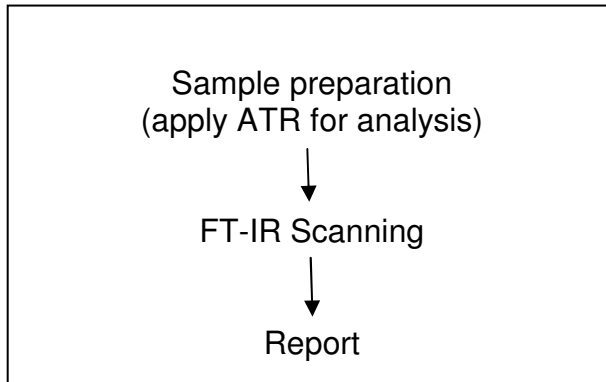 Sample preparation
(apply ATR for analysis)
FT-IR Scanning
Report